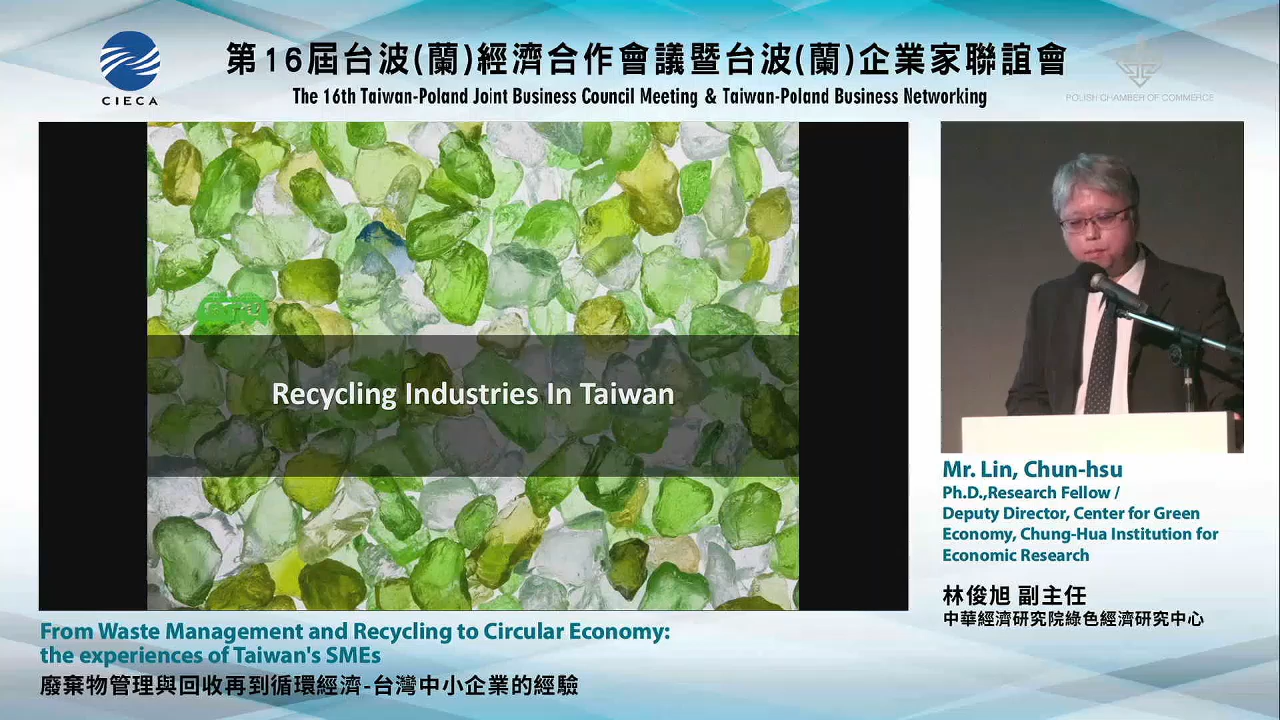 CIECA
第16屆台波(蘭)經濟合作會議暨台波(蘭)企業家聯誼會
The 16th Taiwan-Poland Joint Business Council Meeting & Taiwan-Poland Business Networking
POLISH CHAMBER OF COMMERCE
Recycling Industries In Taiwan
Mr. Lin, Chun-hsu
Ph.D.,Research Fellow /
Deputy Director, Center for Green
Economy, Chung-Hua Institution for
Economic Research
林俊旭 副主任
中華經濟研究院綠色經濟研究中心
From Waste Management and Recycling to Circular Economy:
the experiences of Taiwan's SMEs
廢棄物管理與回收再到循環經濟-台灣中小企業的經驗